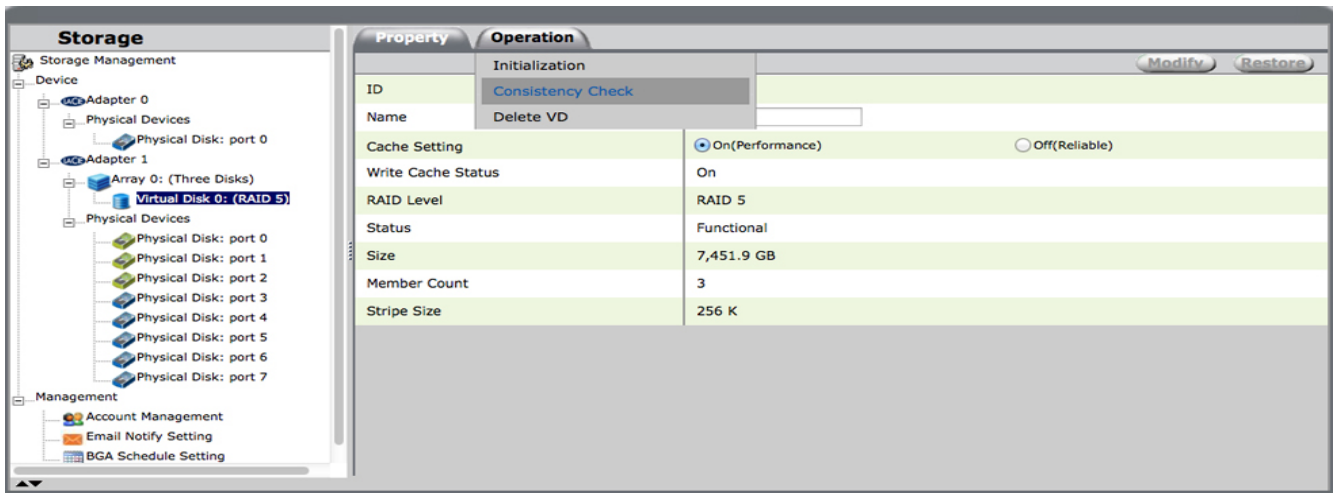 Storage
Storage Management
Device
Adapter 0
Physical Devices
Physical Disk: port 0
Adapter 1
Array 0: (Three Disks)
Virtual Disk 0: (RAID 5)
Physical Devices
Physical Disk: port 0
Physical Disk: port 1
Physical Disk: port 2
Physical Disk: port 3
Physical Disk: port 4
Physical Disk: port 5
Physical Disk: port 6
Physical Disk: port 7
Management
Account Management
Email Notify Setting
BGA Schedule Setting
Property Operation
Initialization
Consistency Check
Delete VD
Modify Restore
ID
Name
Cache Setting On(Performance) Off(Reliable)
Write Cache Status On
RAID Level RAID 5
Status Functional
Size 7,451.9 GB
Member Count 3
Stripe Size 256 K